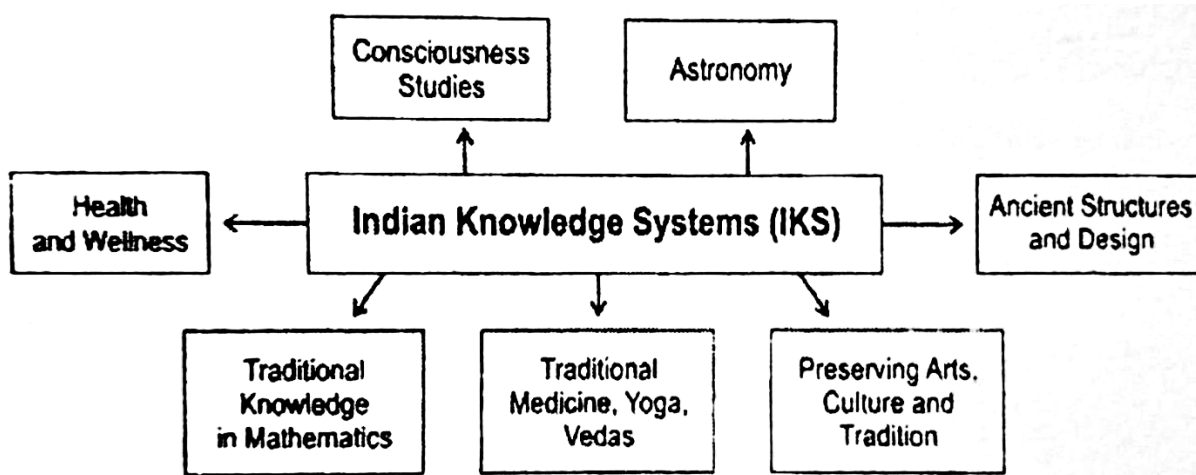 Consciousness
Studies
Astronomy
Health
and Wellness
Indian Knowledge Systems (IKS)
Ancient Structures
and Design
Traditional
Knowledge
in Mathematics
Traditional
Medicine, Yoga,
Vedas
Preserving Arts,
Culture and
Tradition